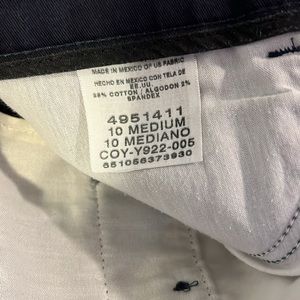 MADE IN MEXICO OF US FABRIC
HECHO EN MEXICO CON TELA DE
EE.UU.
98% COTTON / ALGODON 2%
SPANDEX
4951411
10 MEDIUM
10 MEDIANO
COY-Y922-005
651056373930